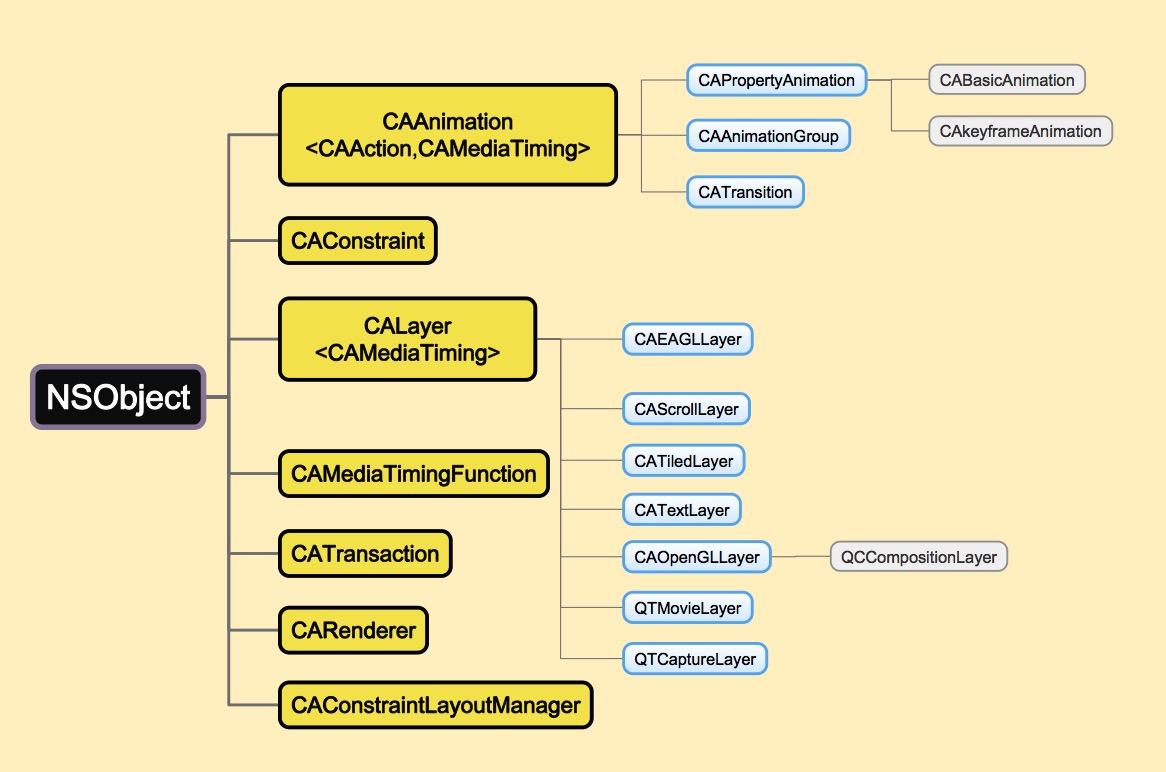 NSObject
CAAnimation
<CAAction,CAMediaTiming>
CAPropertyAnimation
CABasicAnimation
CAkeyframeAnimation
CAAnimationGroup
CATransition
CAConstraint
CALayer
<CAMediaTiming>
CAEAGLLayer
CAScrollLayer
CATiledLayer
CATextLayer
CAOpenGLLayer
QCCompositionLayer
QTMovieLayer
QTCaptureLayer
CAMediaTimingFunction
CATransaction
CARenderer
CAConstraintLayoutManager